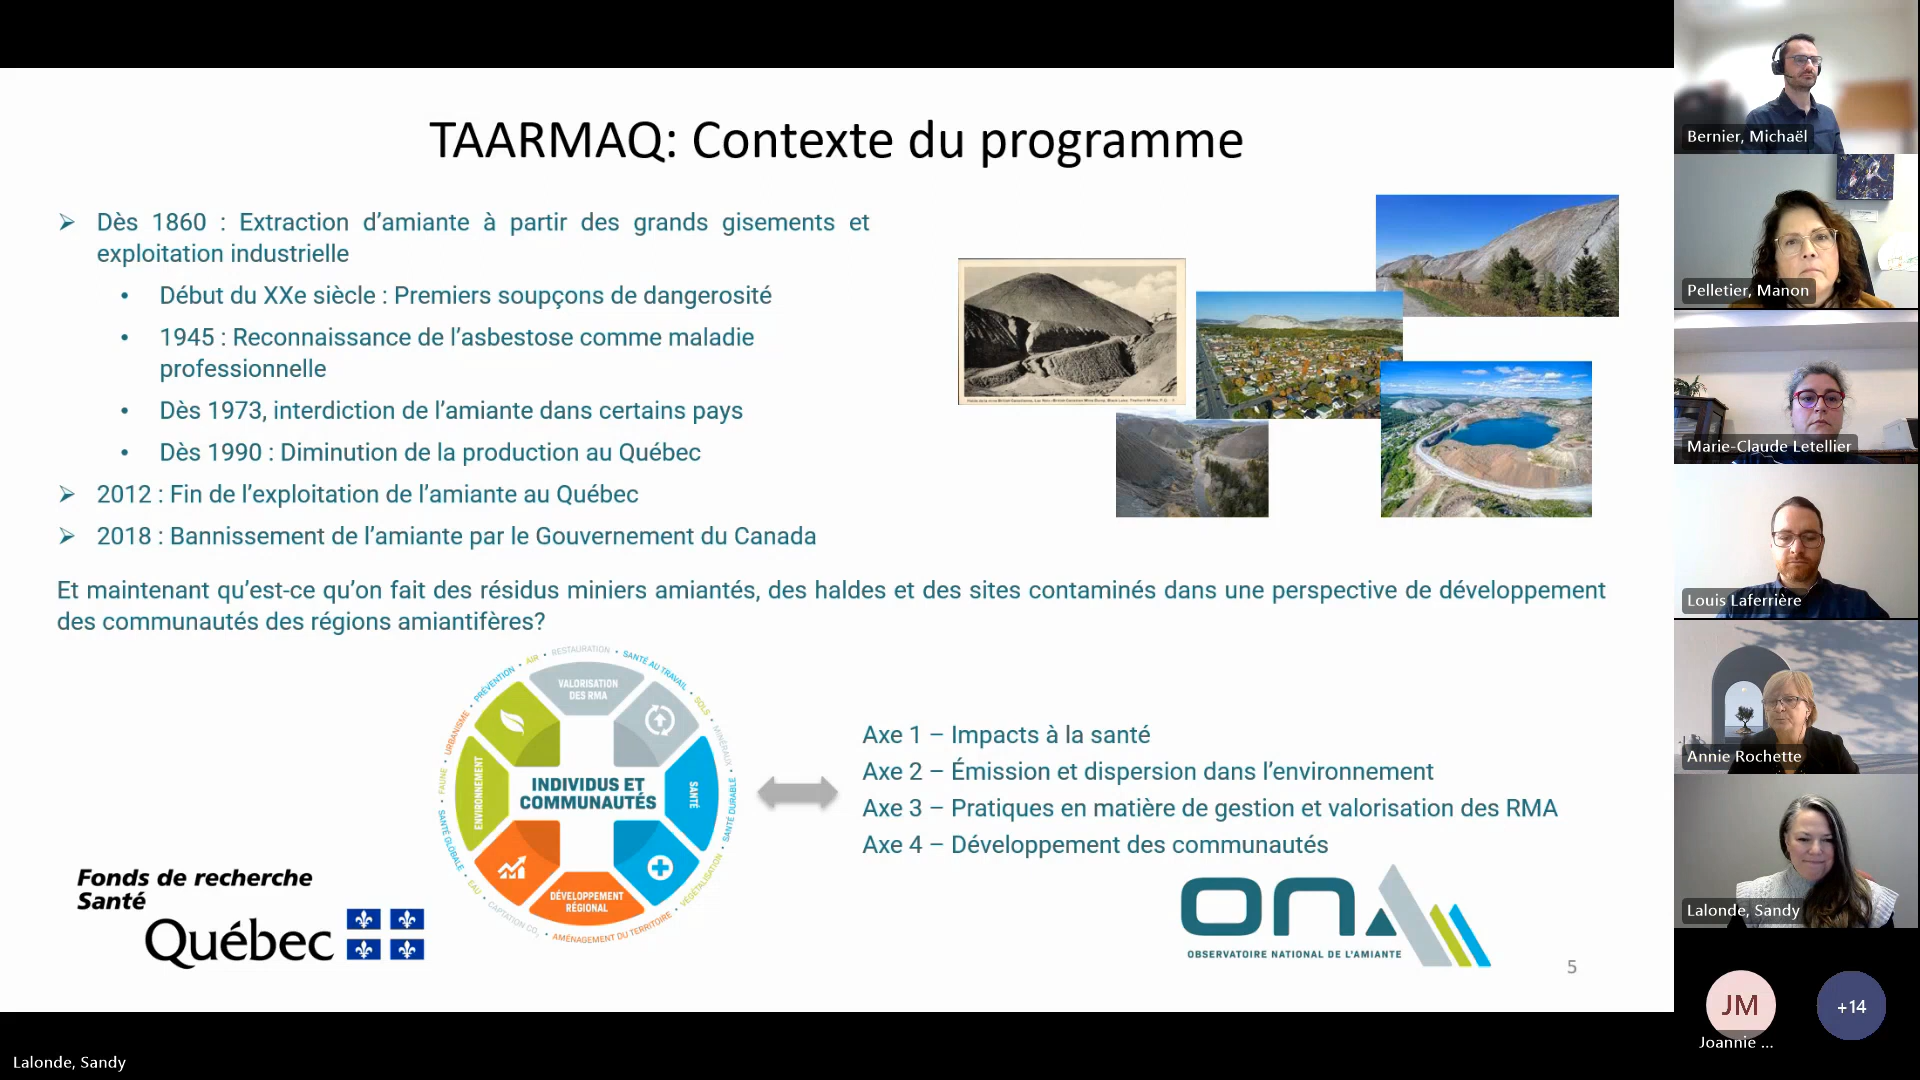 TAARMAQ: Contexte du programme
➢ Dès 1860 : Extraction d’amiante à partir des grands gisements et
exploitation industrielle
• Début du XXe siècle : Premiers soupçons de dangerosité
• 1945 : Reconnaissance de l’asbestose comme maladie
professionnelle
• Dès 1973, interdiction de l’amiante dans certains pays
• Dès 1990 : Diminution de la production au Québec
➢ 2012 : Fin de l’exploitation de l’amiante au Québec
➢ 2018 : Bannissement de l’amiante par le Gouvernement du Canada
Et maintenant qu’est-ce qu’on fait des résidus miniers amiantés, des haldes et des sites contaminés dans une perspective de développement
des communautés des régions amiantifères?
RESTAURATION • SANTÉ AU TRAVAIL • SOLS • MINÉRAUX • SANTÉ DURABLE • VÉGÉTALISATION • AMÉNAGEMENT DU TERRITOIRE • CAPTATION CO2 • EAU • SANTÉ GLOBALE • FAUNE • URBANISME • PRÉVENTION • AIR •
VALORISATION
DES RMA
ENVIRONNEMENT
INDIVIDUS ET
COMMUNAUTÉS
SANTÉ
DÉVELOPPEMENT
RÉGIONAL
Axe 1 – Impacts à la santé
Axe 2 – Émission et dispersion dans l’environnement
Axe 3 – Pratiques en matière de gestion et valorisation des RMA
Axe 4 – Développement des communautés
Fonds de recherche
Santé
Québec
ONA
OBSERVATOIRE NATIONAL DE L'AMIANTE
5
Bernier, Michaël
Pelletier, Manon
Marie-Claude Letellier
Louis Laferrière
Annie Rochette
Lalonde, Sandy
JM
+14
Joannie ...
Lalonde, Sandy